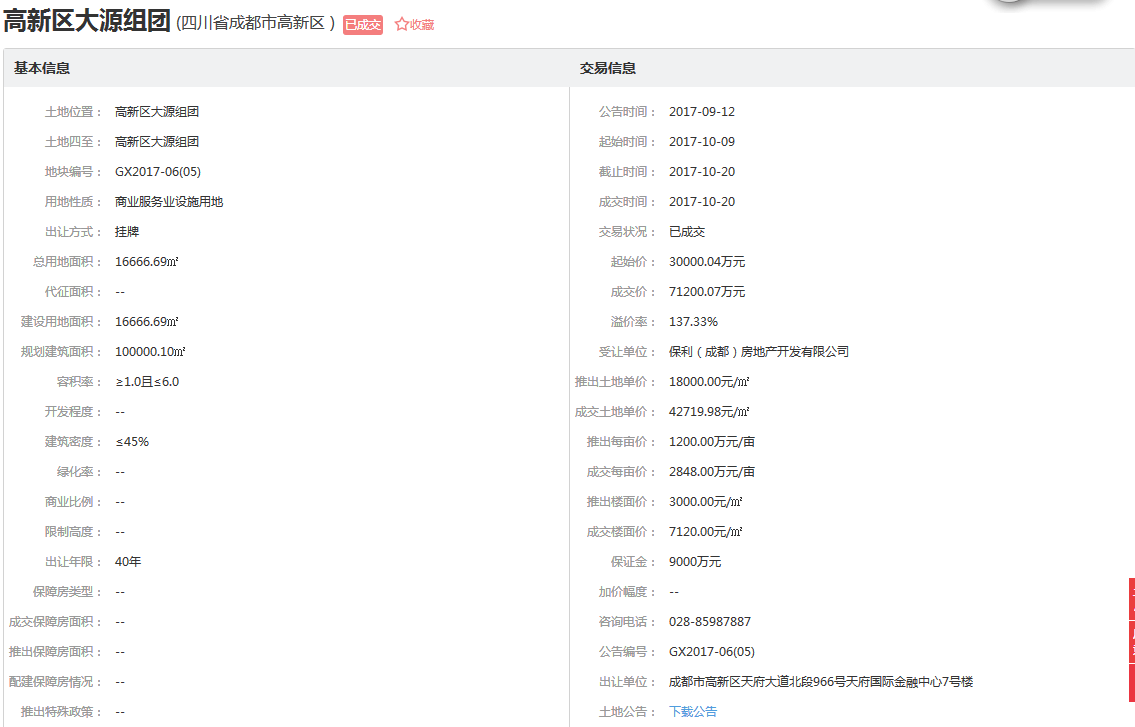 高新区大源组团 (四川省成都市高新区 ) 已成交 收藏
基本信息
土地位置： 高新区大源组团
土地四至： 高新区大源组团
地块编号： GX2017-06(05)
用地性质： 商业服务业设施用地
出让方式： 挂牌
总用地面积： 16666.69㎡
代征面积： --
建设用地面积： 16666.69㎡
规划建筑面积： 100000.10㎡
容积率： ≥1.0且≤6.0
开发程度： --
建筑密度： ≤45%
绿化率： --
商业比例： --
限制高度： --
出让年限： 40年
保障房类型： --
成交保障房面积： --
推出保障房面积： --
配建保障房情况： --
推出特殊政策： --
交易信息
公告时间： 2017-09-12
起始时间： 2017-10-09
截止时间： 2017-10-20
成交时间： 2017-10-20
交易状况： 已成交
起始价： 30000.04万元
成交价： 71200.07万元
溢价率： 137.33%
受让单位： 保利（成都）房地产开发有限公司
推出土地单价： 18000.00元/㎡
成交土地单价： 42719.98元/㎡
推出每亩价： 1200.00万元/亩
成交每亩价： 2848.00万元/亩
推出楼面价： 3000.00元/㎡
成交楼面价： 7120.00元/㎡
保证金： 9000万元
加价幅度： --
咨询电话： 028-85987887
公告编号： GX2017-06(05)
出让单位： 成都市高新区天府大道北段966号天府国际金融中心7号楼
土地公告： 下载公告